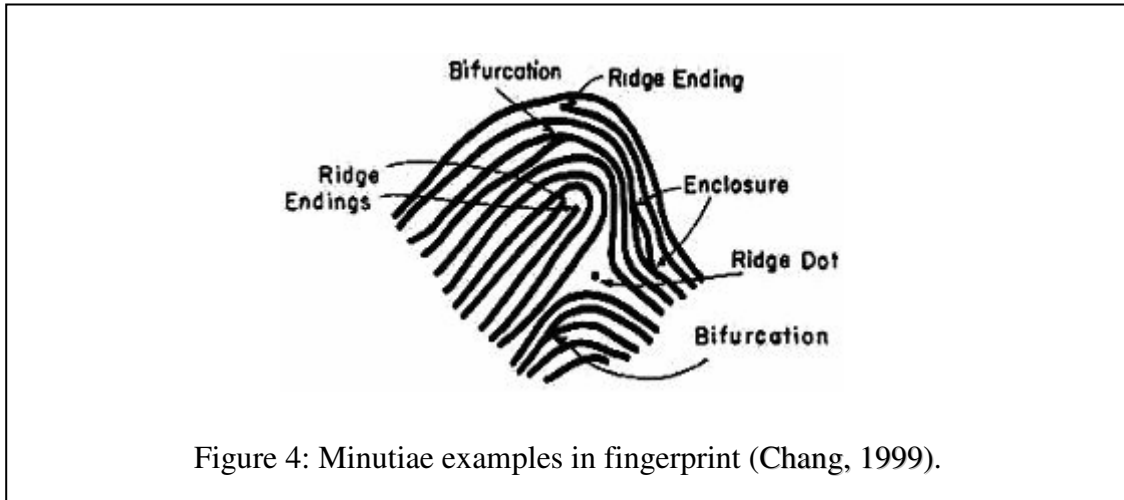 Bifurcation
Ridge Ending
Ridge
Endings
Enclosure
Ridge Dot
Bifurcation
Figure 4: Minutiae examples in fingerprint (Chang, 1999).